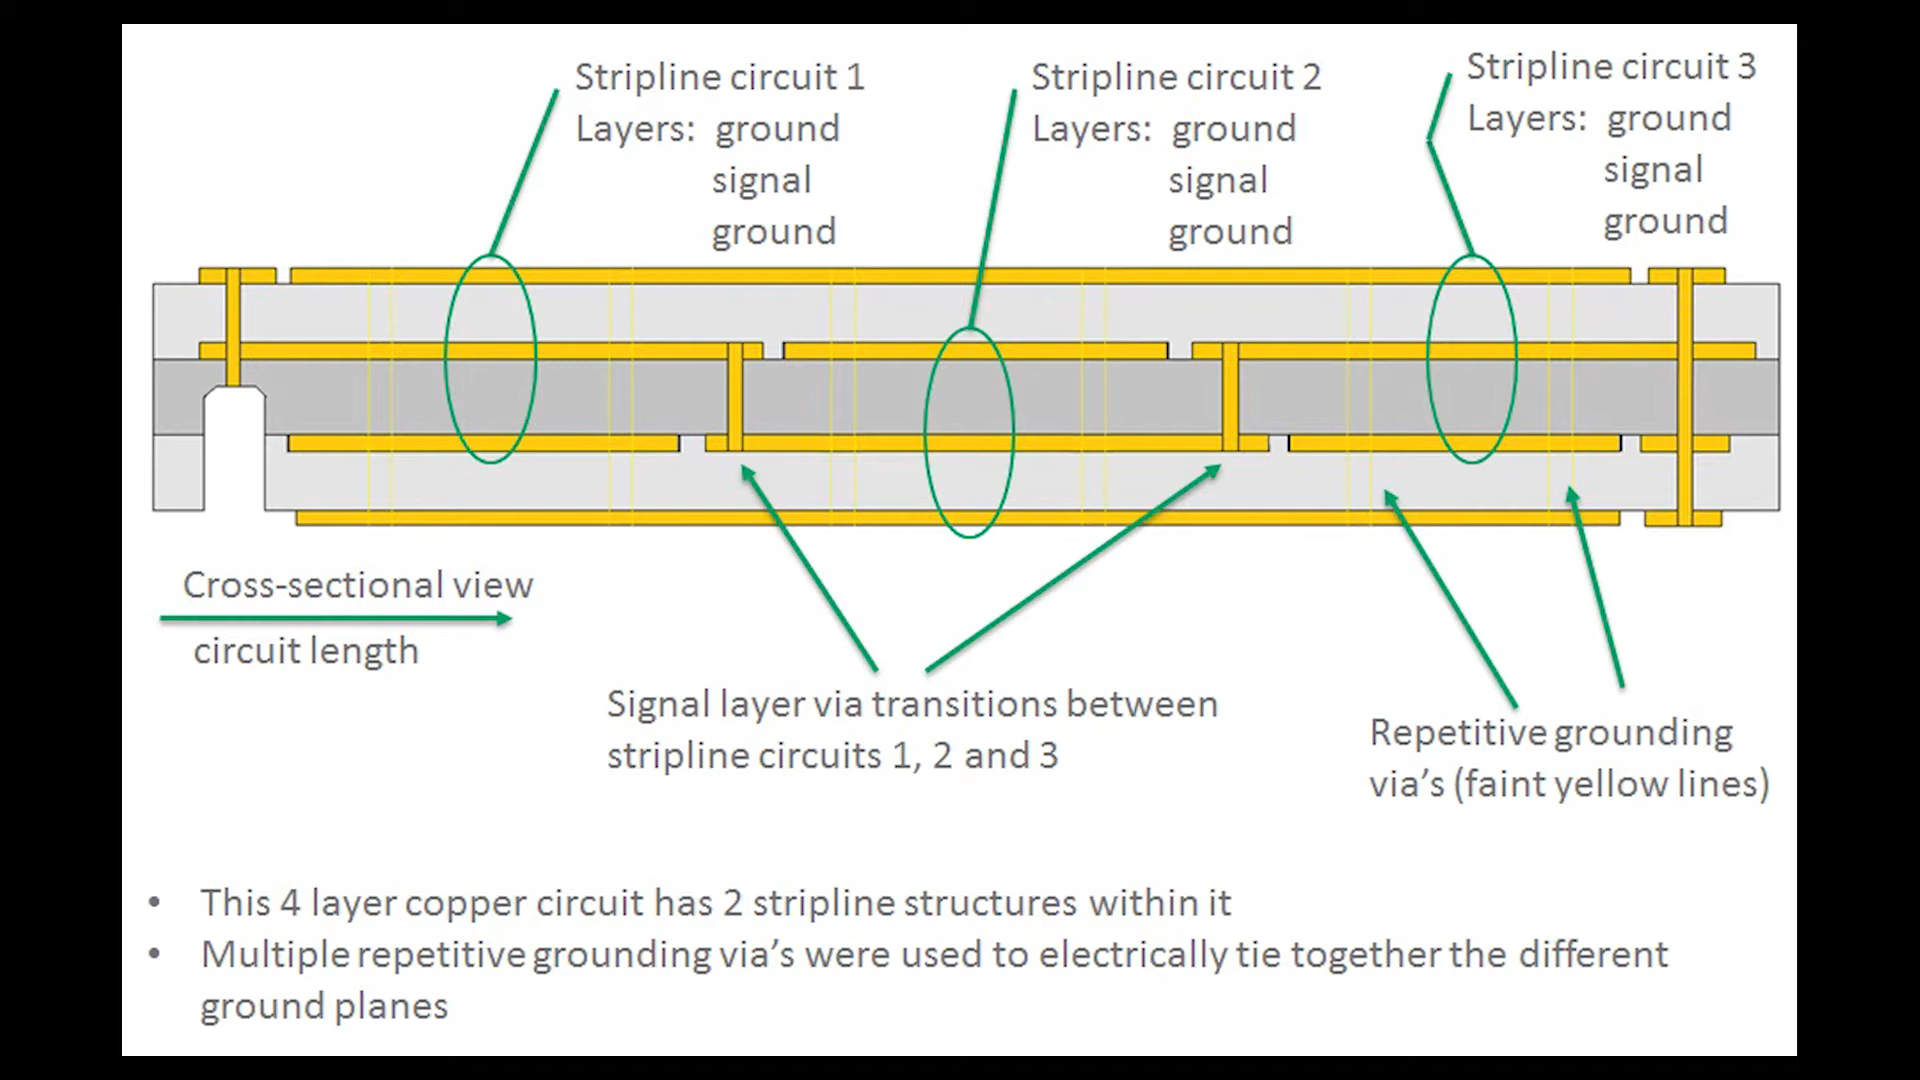 Stripline circuit 1
Layers: ground
signal
ground
Stripline circuit 2
Layers: ground
signal
ground
Stripline circuit 3
Layers: ground
signal
ground
Cross-sectional view
circuit length
Signal layer via transitions between
stripline circuits 1, 2 and 3
Repetitive grounding
via’s (faint yellow lines)
• This 4 layer copper circuit has 2 stripline structures within it
• Multiple repetitive grounding via’s were used to electrically tie together the different
ground planes